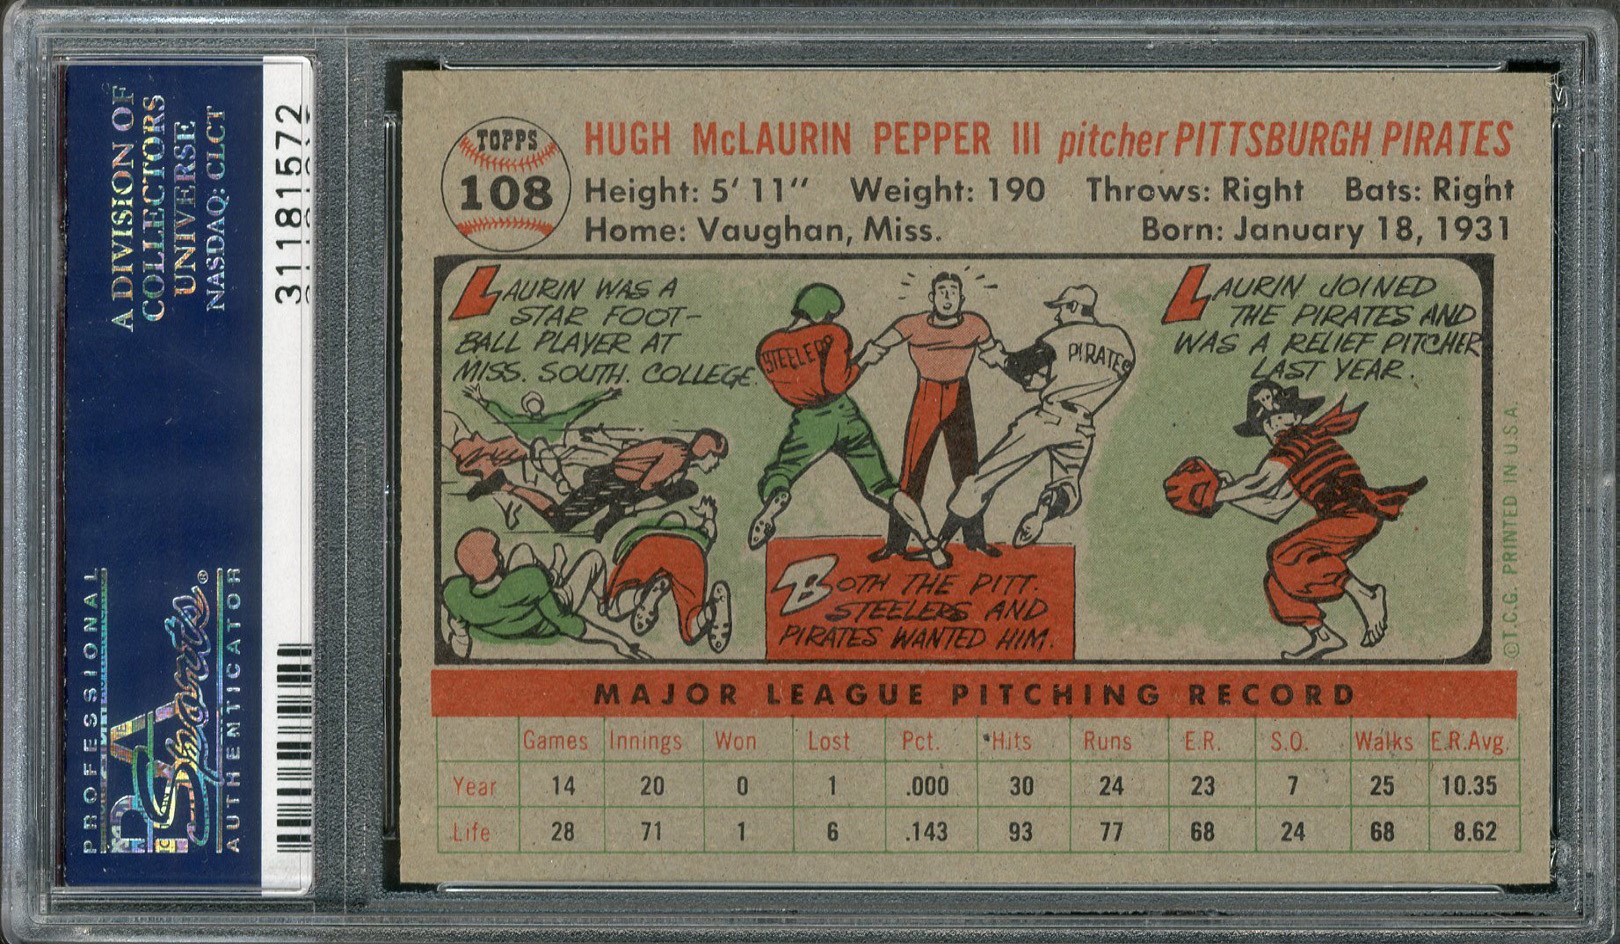 A DIVISION OF
COLLECTORS
UNIVERSE
NASDAQ: CLCT
31181572
PROFESSIONAL
PSA
Sports®
AUTHENTICATOR
TOPPS
108
HUGH McLAURIN PEPPER III pitcher PITTSBURGH PIRATES
Height: 5' 11" Weight: 190 Throws: Right Bats: Right
Home: Vaughan, Miss. Born: January 18, 1931
LAURIN WAS A
STAR FOOT-
BALL PLAYER AT
MISS. SOUTH. COLLEGE.
STEELERS
PIRATES
BOTH THE PITT.
STEELERS AND
PIRATES WANTED HIM.
LAURIN JOINED
THE PIRATES AND
WAS A RELIEF PITCHER
LAST YEAR.
© T.C.G. PRINTED IN U.S.A.
MAJOR LEAGUE PITCHING RECORD
Games Innings Won Lost Pct. Hits Runs E.R. S.O. Walks E.R.Avg.
Year 14 20 0 1 .000 30 24 23 7 25 10.35
Life 28 71 1 6 .143 93 77 68 24 68 8.62